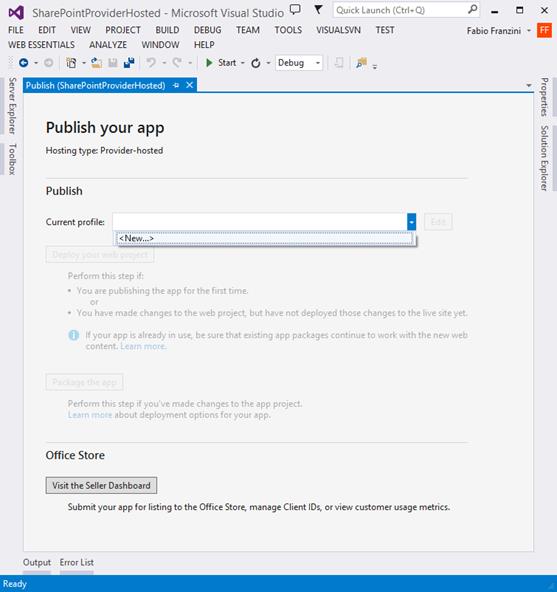 SharePointProviderHosted - Microsoft Visual Studio
Quick Launch (Ctrl+Q)
FILE EDIT VIEW PROJECT BUILD DEBUG TEAM TOOLS VISUALSVN TEST
Fabio Franzini FF
WEB ESSENTIALS ANALYZE WINDOW HELP
Start Debug
Server Explorer
Toolbox
Publish (SharePointProviderHosted)
Properties
Solution Explorer
Publish your app
Hosting type: Provider-hosted
Publish
Current profile:
Edit
<New...>
Deploy your web project
Perform this step if:
• You are publishing the app for the first time.
or
• You have made changes to the web project, but have not deployed those changes to the live site yet.
If your app is already in use, be sure that existing app packages continue to work with the new web
content. Learn more.
Package the app
Perform this step if you've made changes to the app project.
Learn more about deployment options for your app.
Office Store
Visit the Seller Dashboard
Submit your app for listing to the Office Store, manage Client IDs, or view customer usage metrics.
Output Error List
Ready